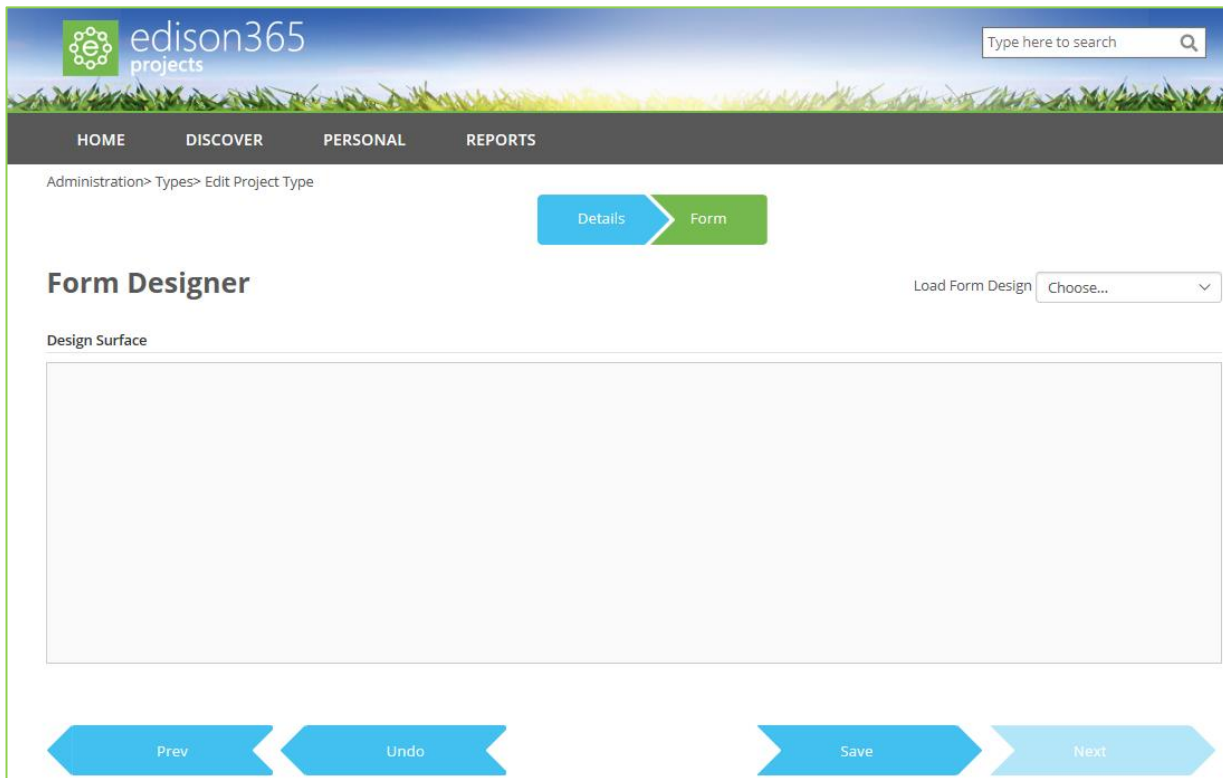 edison365
projects
Type here to search
HOME DISCOVER PERSONAL REPORTS
Administration> Types> Edit Project Type
Details Form
Form Designer
Load Form Design Choose...
Design Surface
Prev Undo Save Next